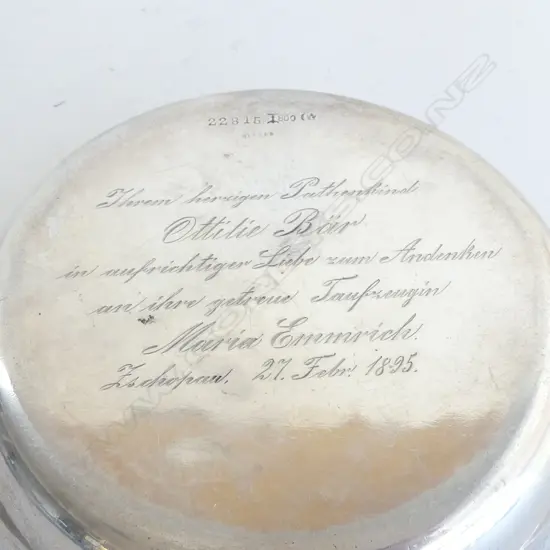 22815 800
Ihrem herzigen Pathenkind
Ottilie Bär.
in aufrichtiger Liebe zum Andenken
an ihre getreue Taufzeugin
Maria Emmrich.
Zschopau, 27. Febr. 1895.